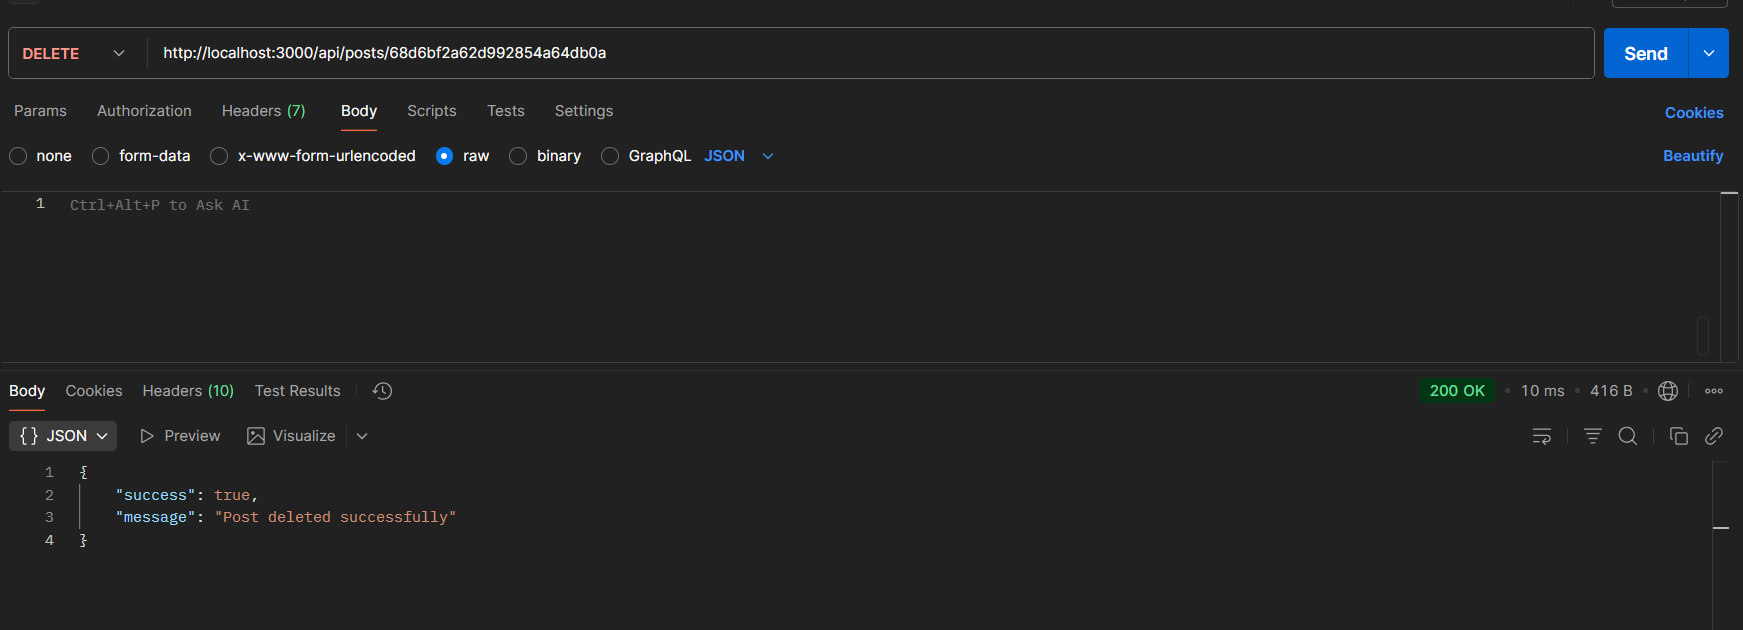 DELETE http://localhost:3000/api/posts/68d6bf2a62d992854a64db0a Send
Params Authorization Headers (7) Body Scripts Tests Settings Cookies
none form-data x-www-form-urlencoded raw binary GraphQL JSON Beautify
1 Ctrl+Alt+P to Ask AI
Body Cookies Headers (10) Test Results 200 OK • 10 ms • 416 B •
{} JSON Preview Visualize
1 {
2 "success": true,
3 "message": "Post deleted successfully"
4 }